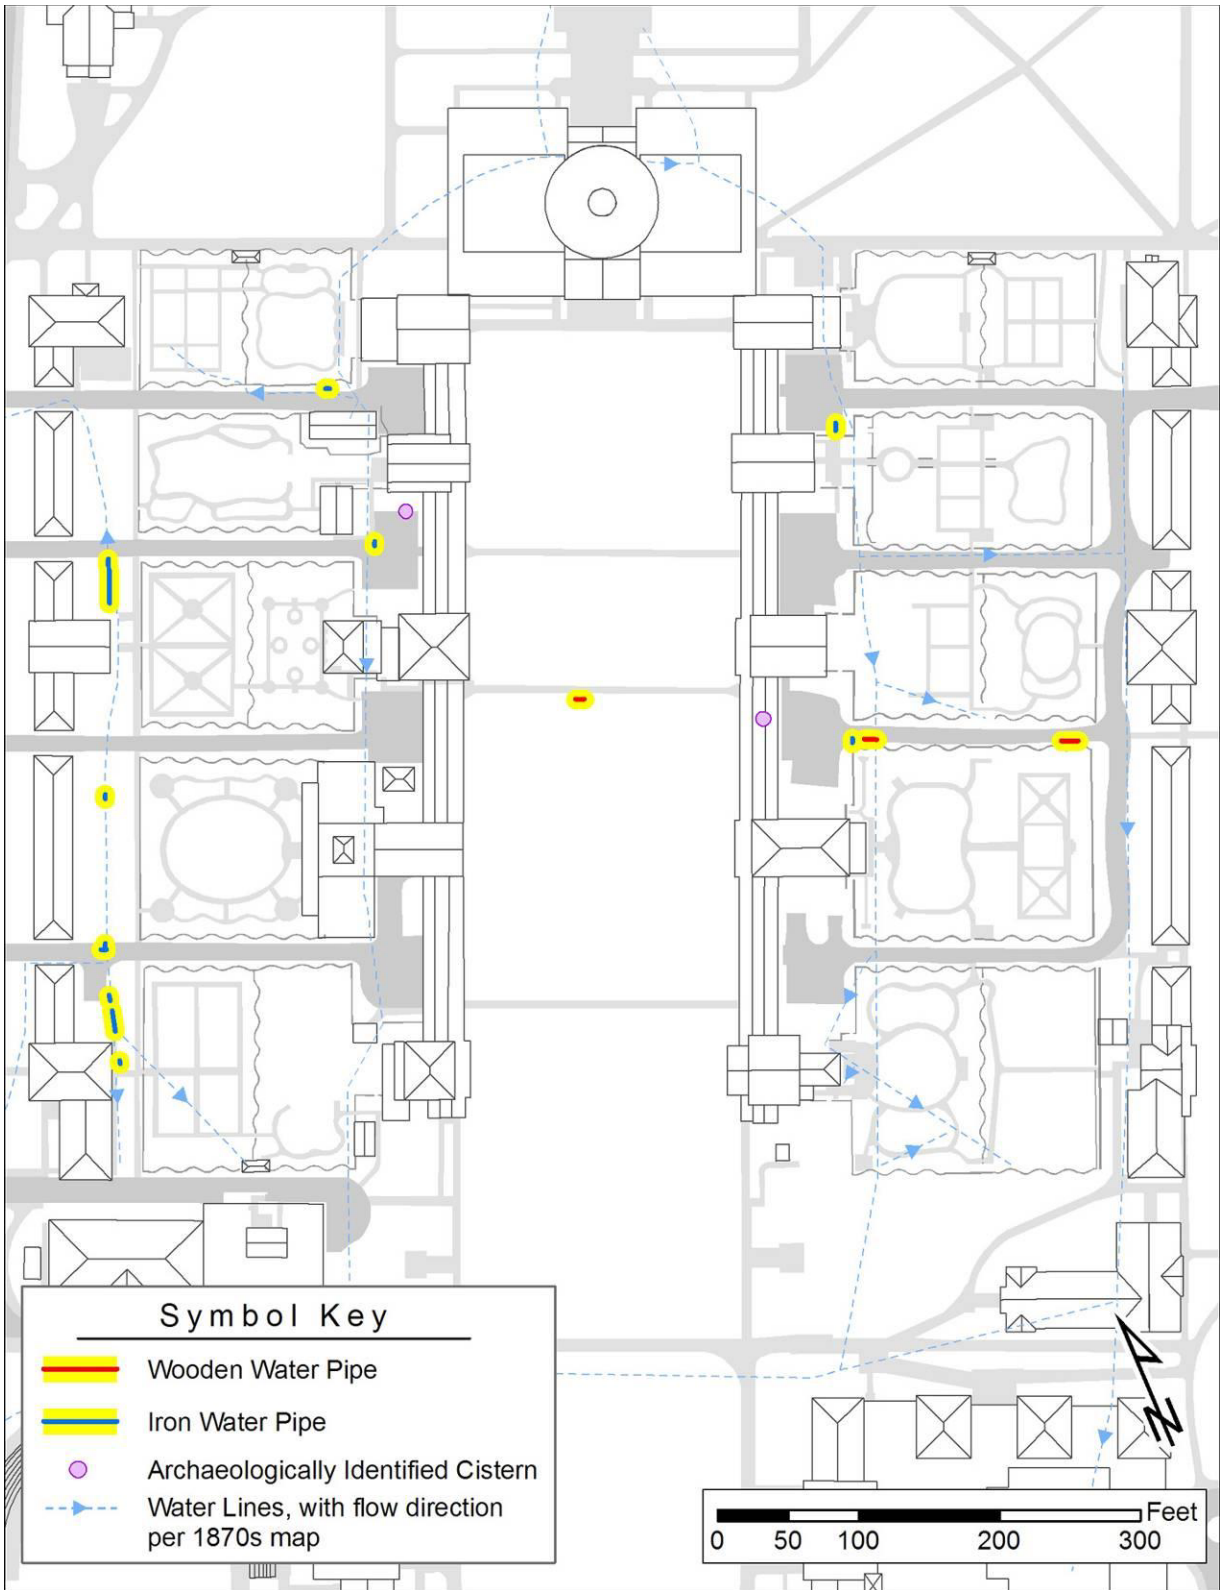 Symbol Key
Wooden Water Pipe
Iron Water Pipe
Archaeologically Identified Cistern
Water Lines, with flow direction
per 1870s map
N
Feet
0 50 100 200 300